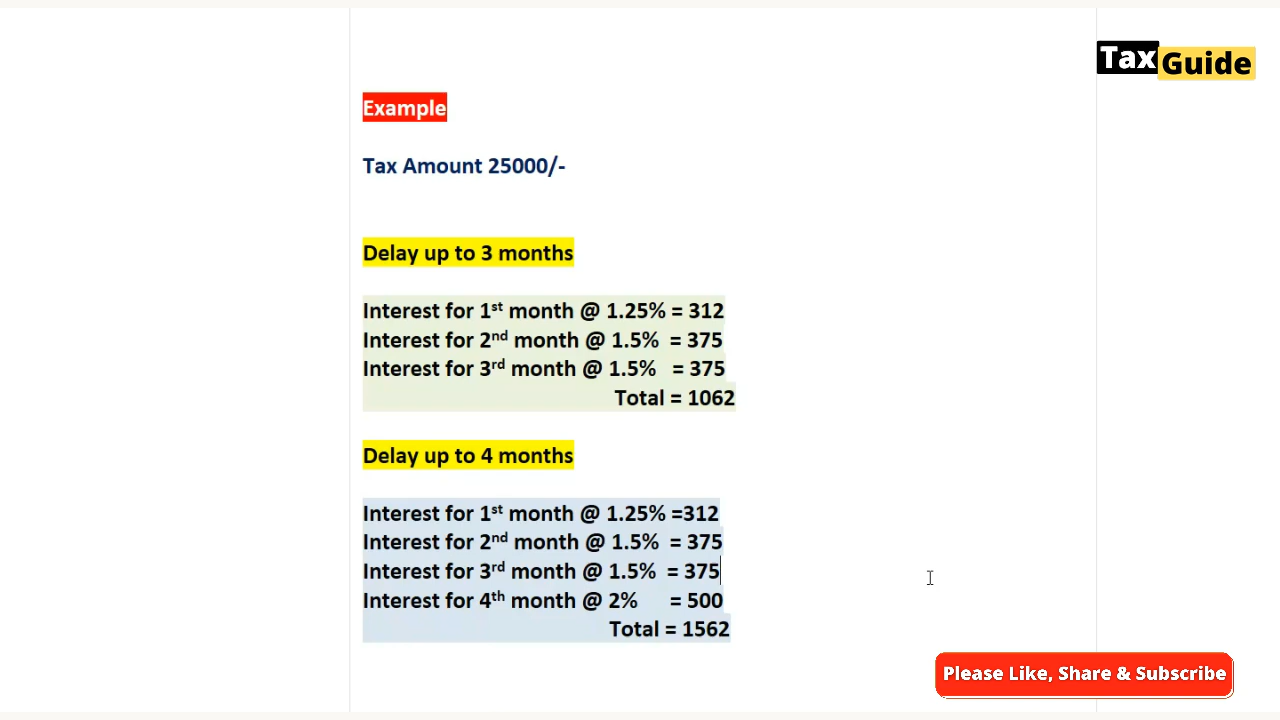 Tax Guide
Example
Tax Amount 25000/-
Delay up to 3 months
Interest for 1st month @ 1.25% = 312
Interest for 2nd month @ 1.5% = 375
Interest for 3rd month @ 1.5% = 375
Total = 1062
Delay up to 4 months
Interest for 1st month @ 1.25% =312
Interest for 2nd month @ 1.5% = 375
Interest for 3rd month @ 1.5% = 375
Interest for 4th month @ 2% = 500
Total = 1562
Please Like, Share & Subscribe